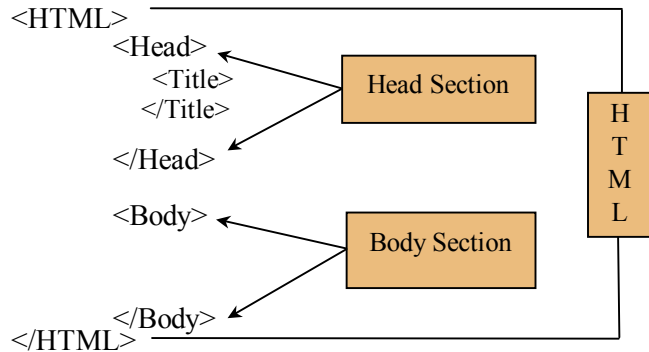 <HTML>
<Head>
<Title>
</Title>
</Head>
<Body>
</Body>
</HTML>
Head Section
Body Section
H
T
M
L